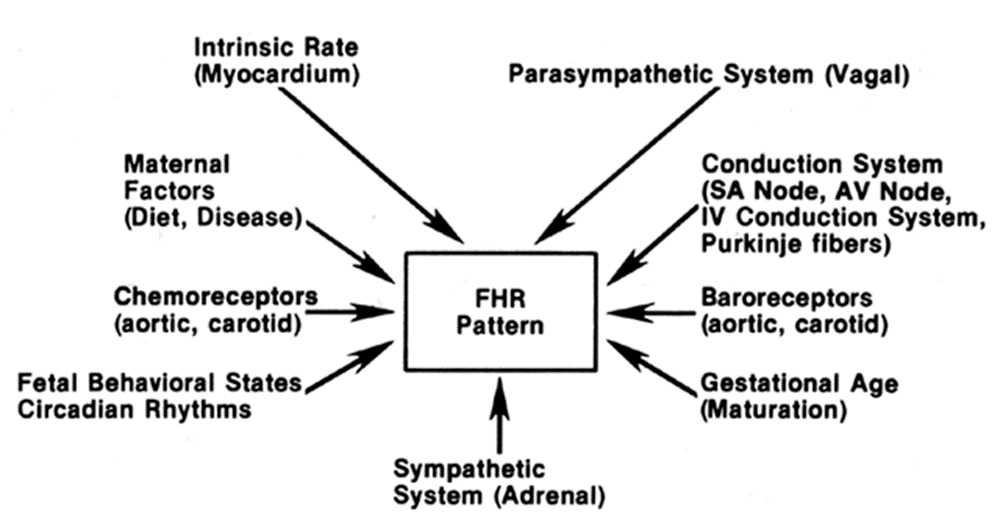 Intrinsic Rate
(Myocardium)
Parasympathetic System (Vagal)
Maternal
Factors
(Diet, Disease)
Conduction System
(SA Node, AV Node,
IV Conduction System,
Purkinje fibers)
Chemoreceptors
(aortic, carotid)
FHR
Pattern
Baroreceptors
(aortic, carotid)
Fetal Behavioral States
Circadian Rhythms
Gestational Age
(Maturation)
Sympathetic
System (Adrenal)